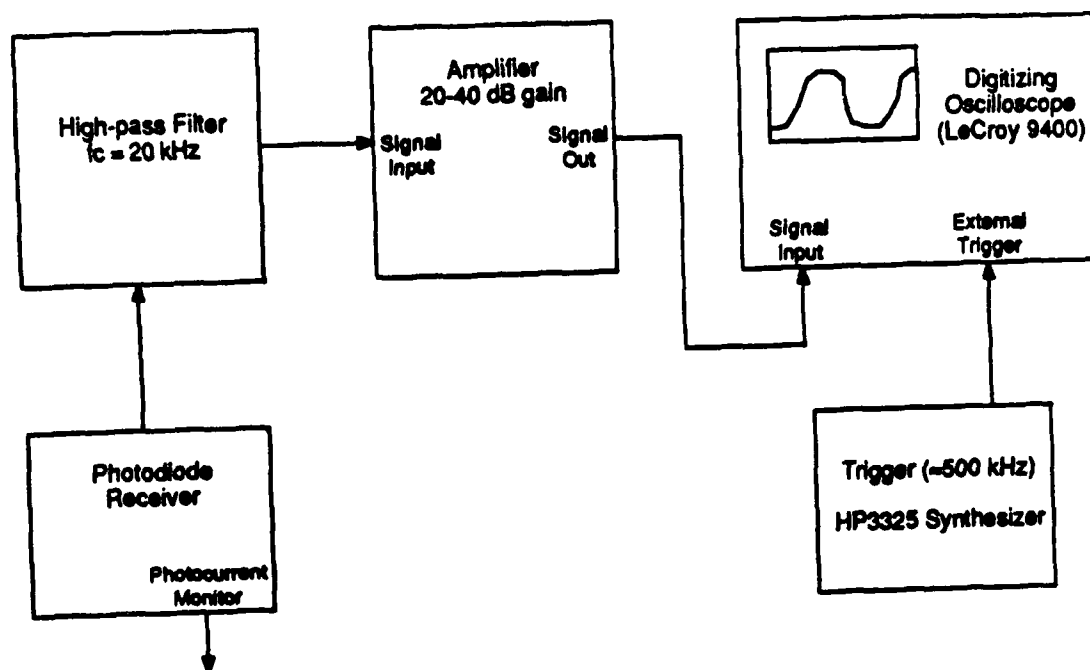 High-pass Filter
fc = 20 kHz
Amplifier
20-40 dB gain
Signal
Input
Signal
Out
Digitizing
Oscilloscope
(LeCroy 9400)
Signal
Input
External
Trigger
Photodiode
Receiver
Photocurrent
Monitor
Trigger (≈500 kHz)
HP3325 Synthesizer